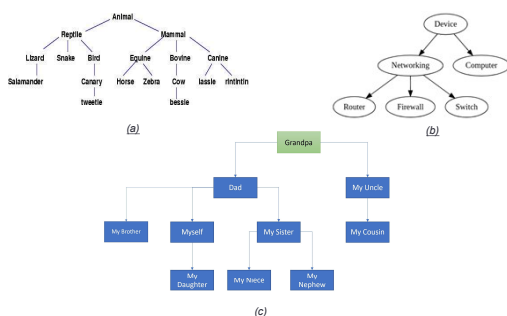 Animal
Reptile Mammal
Lizard Snake Bird Equine Bovine Canine
Salamander Canary Horse Zebra Cow lassie rintintin
tweetie bessie
(a)
Device
Networking Computer
Router Firewall Switch
(b)
Grandpa
Dad My Uncle
My Brother Myself My Sister My Cousin
My Daughter My Niece My Nephew
(c)